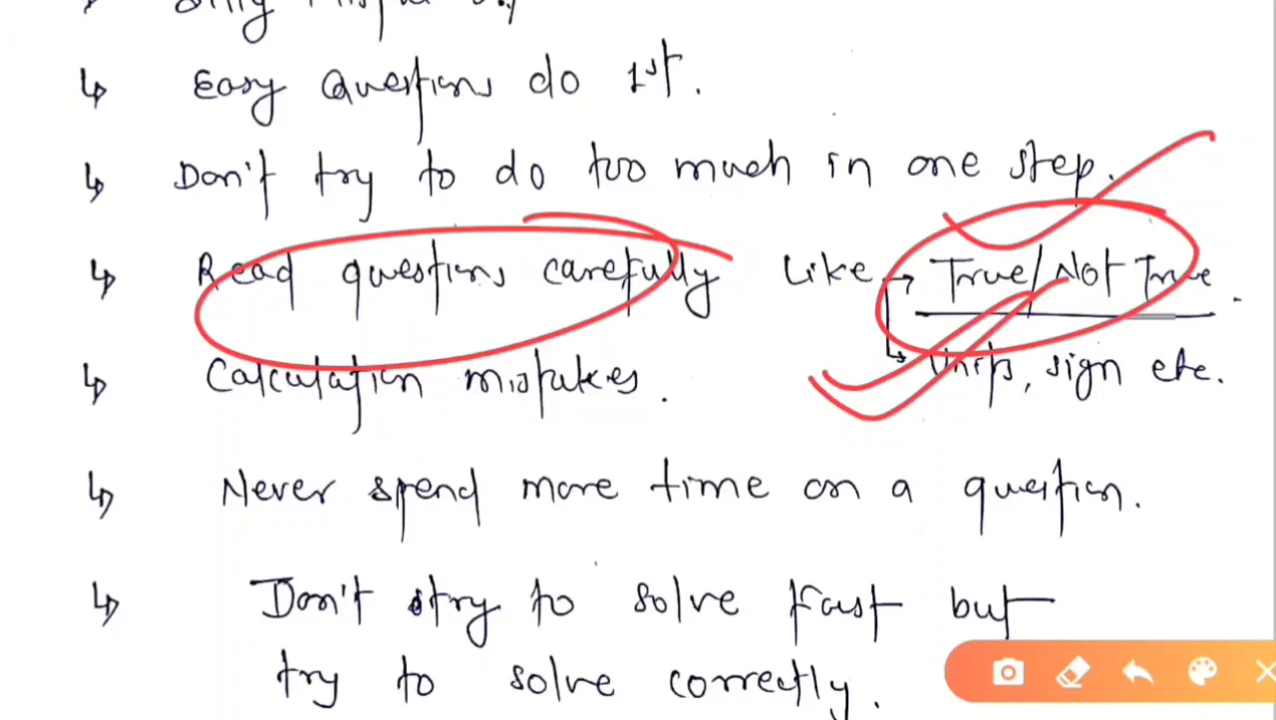 ↳ Easy Questions do 1st.
↳ Don't try to do too much in one step.
↳ Read questions carefully Like → True/Not True.
↳ Units, sign etc.
↳ Calculation mistakes.
↳ Never spend more time on a question.
↳ Don't try to solve fast but
try to solve correctly.